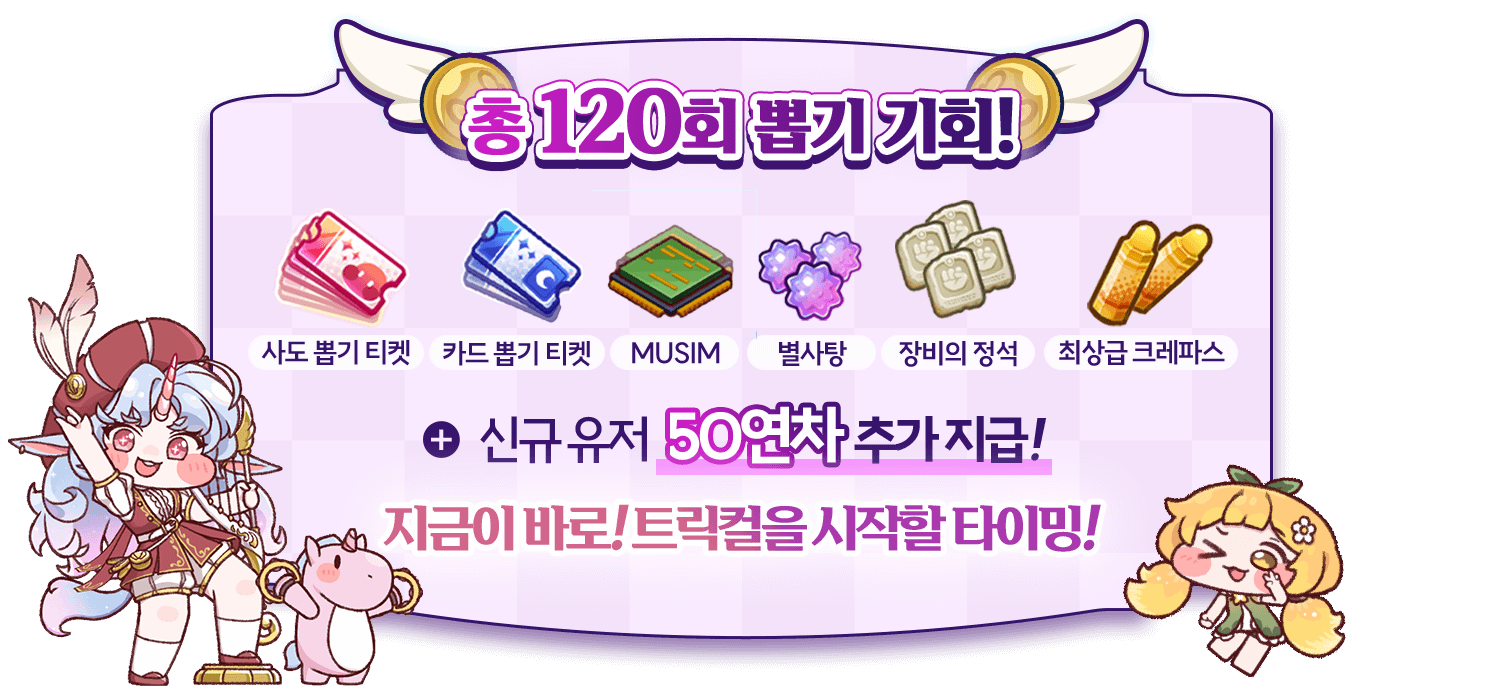 총 120회 뽑기 기회!
사도 뽑기 티켓 카드 뽑기 티켓 MUSIM 별사탕 장비의 정석 최상급 크레파스
+ 신규 유저 50연차 추가 지급!
지금이 바로! 트릭컬을 시작할 타이밍!